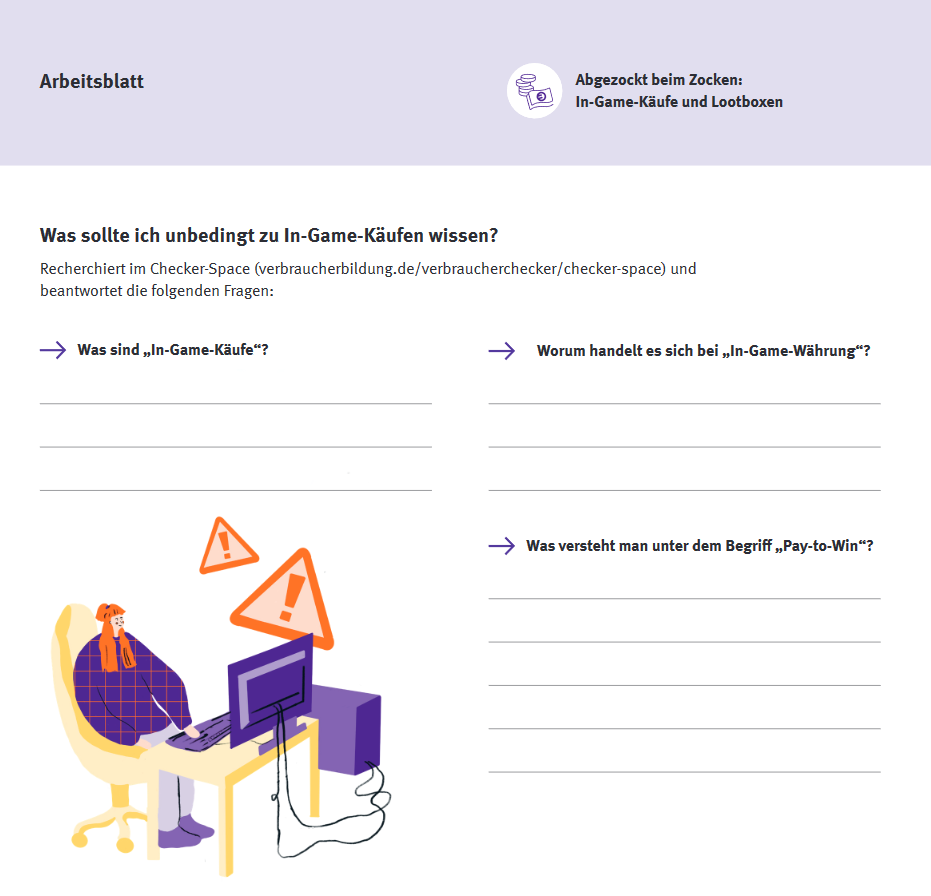 Arbeitsblatt
Abgezockt beim Zocken:
In-Game-Käufe und Lootboxen
Was sollte ich unbedingt zu In-Game-Käufen wissen?
Recherchiert im Checker-Space (verbraucherbildung.de/verbraucherchecker/checker-space) und
beantwortet die folgenden Fragen:
Was sind „In-Game-Käufe“?
Worum handelt es sich bei „In-Game-Währung“?
Was versteht man unter dem Begriff „Pay-to-Win“?